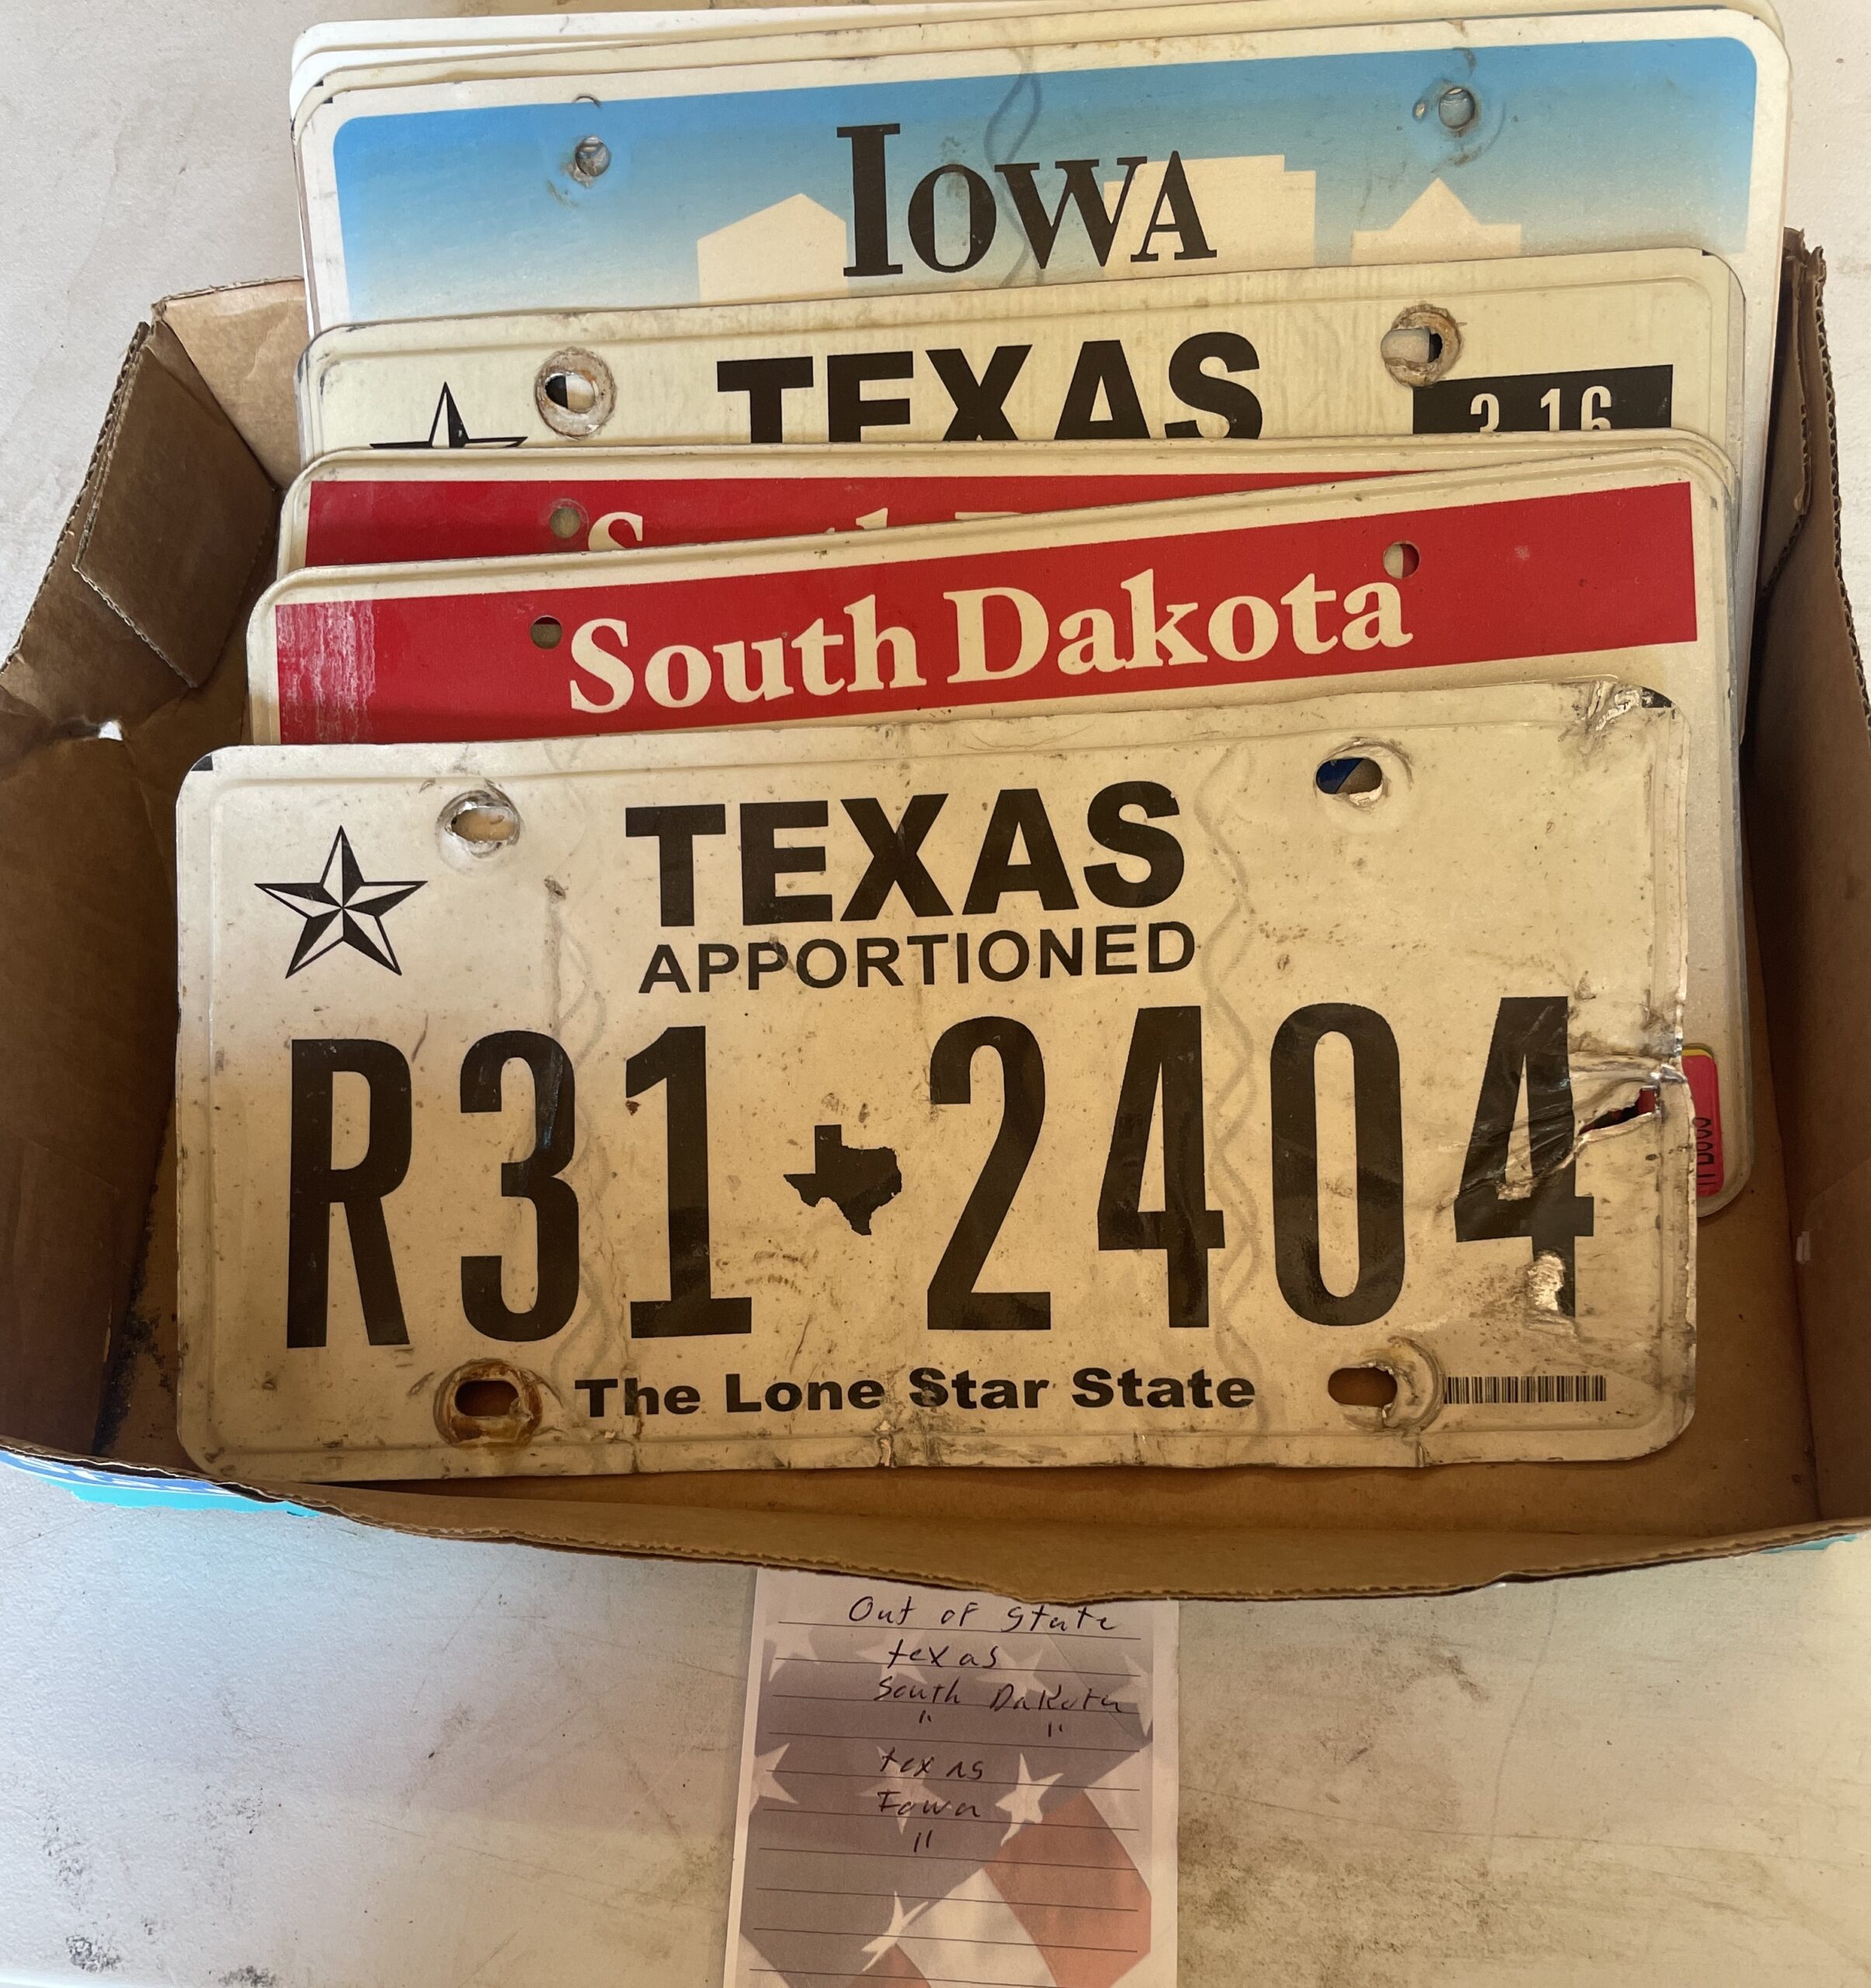 IOWA
TEXAS
3 16
South Dakota
TEXAS
APPORTIONED
R31 2404
The Lone Star State
Out of State
texas
South Dakota
" "
texas
Iowa
"